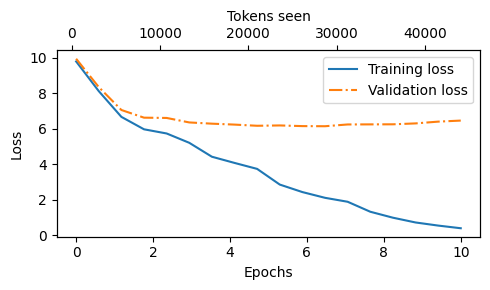 Tokens seen
0 10000 20000 30000 40000
10
8
6
4
2
0
Loss
Training loss
Validation loss
0 2 4 6 8 10
Epochs